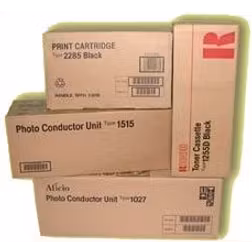 PRINT CARTRIDGE
Type 2285 Black
Photo Conductor Unit Type 1515
Aficio
Photo Conductor Unit Type 1027
R
RICOH
Toner Cassette
Type 1255D Black